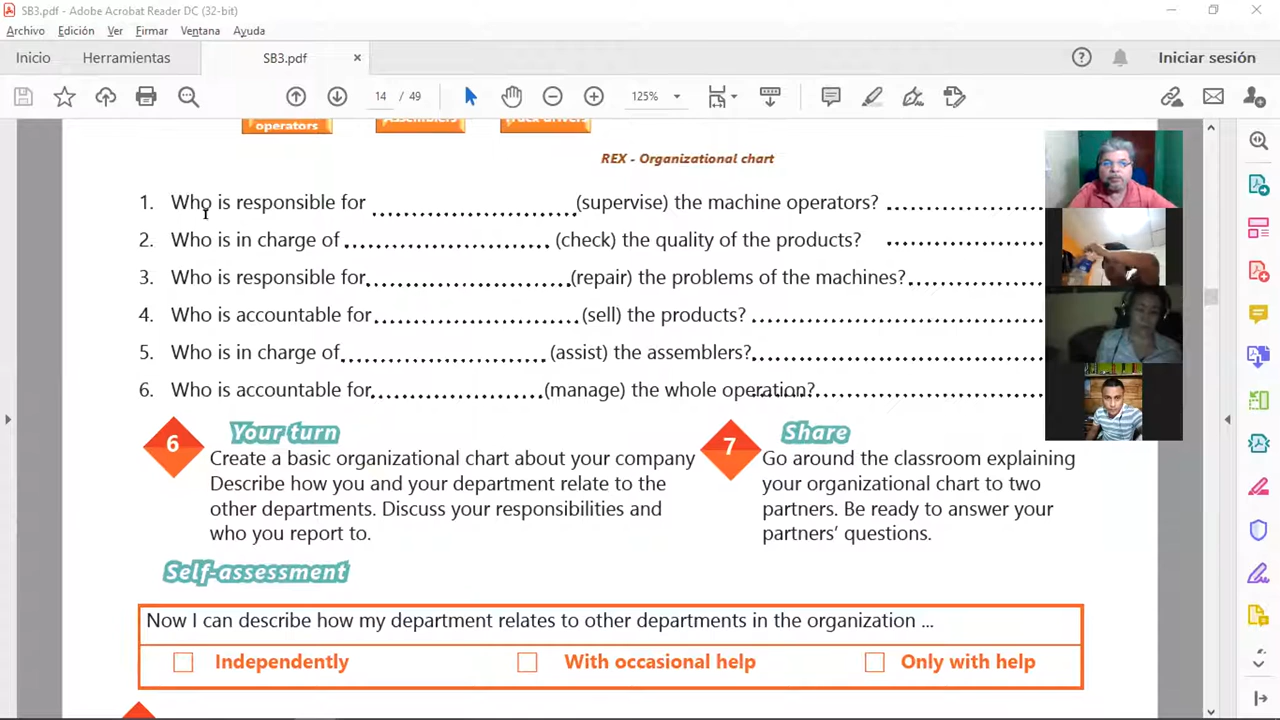 SB3.pdf - Adobe Acrobat Reader DC (32-bit)
Archivo Edición Ver Firmar Ventana Ayuda
Inicio Herramientas SB3.pdf × Iniciar sesión
14 / 49 125%
operators Assemblers Truck drivers
REX - Organizational chart
1. Who is responsible for ........................... (supervise) the machine operators? .....................
2. Who is in charge of ........................... (check) the quality of the products? .....................
3. Who is responsible for........................... (repair) the problems of the machines?..................
4. Who is accountable for........................... (sell) the products? .......................................
5. Who is in charge of........................... (assist) the assemblers?.......................................
6. Who is accountable for....................... (manage) the whole operation?..............................
6 Your turn
Create a basic organizational chart about your company
Describe how you and your department relate to the
other departments. Discuss your responsibilities and
who you report to.
7 Share
Go around the classroom explaining
your organizational chart to two
partners. Be ready to answer your
partners' questions.
Self-assessment
Now I can describe how my department relates to other departments in the organization ...
Independently With occasional help Only with help